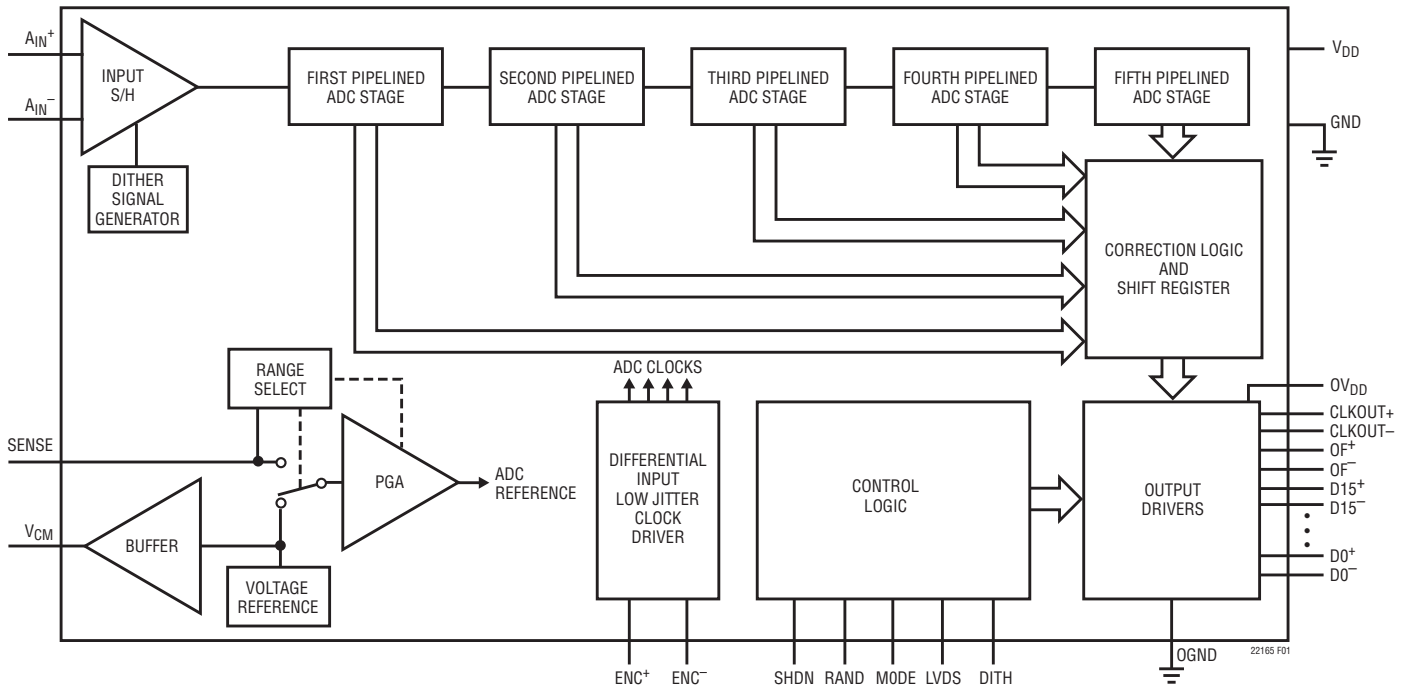 AIN+
AIN−
INPUT
S/H
FIRST PIPELINED
ADC STAGE
SECOND PIPELINED
ADC STAGE
THIRD PIPELINED
ADC STAGE
FOURTH PIPELINED
ADC STAGE
FIFTH PIPELINED
ADC STAGE
VDD
GND
DITHER
SIGNAL
GENERATOR
CORRECTION LOGIC
AND
SHIFT REGISTER
RANGE
SELECT
ADC CLOCKS
SENSE
PGA
ADC
REFERENCE
VCM
BUFFER
VOLTAGE
REFERENCE
DIFFERENTIAL
INPUT
LOW JITTER
CLOCK
DRIVER
CONTROL
LOGIC
OUTPUT
DRIVERS
OVDD
CLKOUT+
CLKOUT−
OF+
OF−
D15+
D15−
D0+
D0−
ENC+
ENC−
SHDN
RAND
MODE
LVDS
DITH
OGND
22165 F01